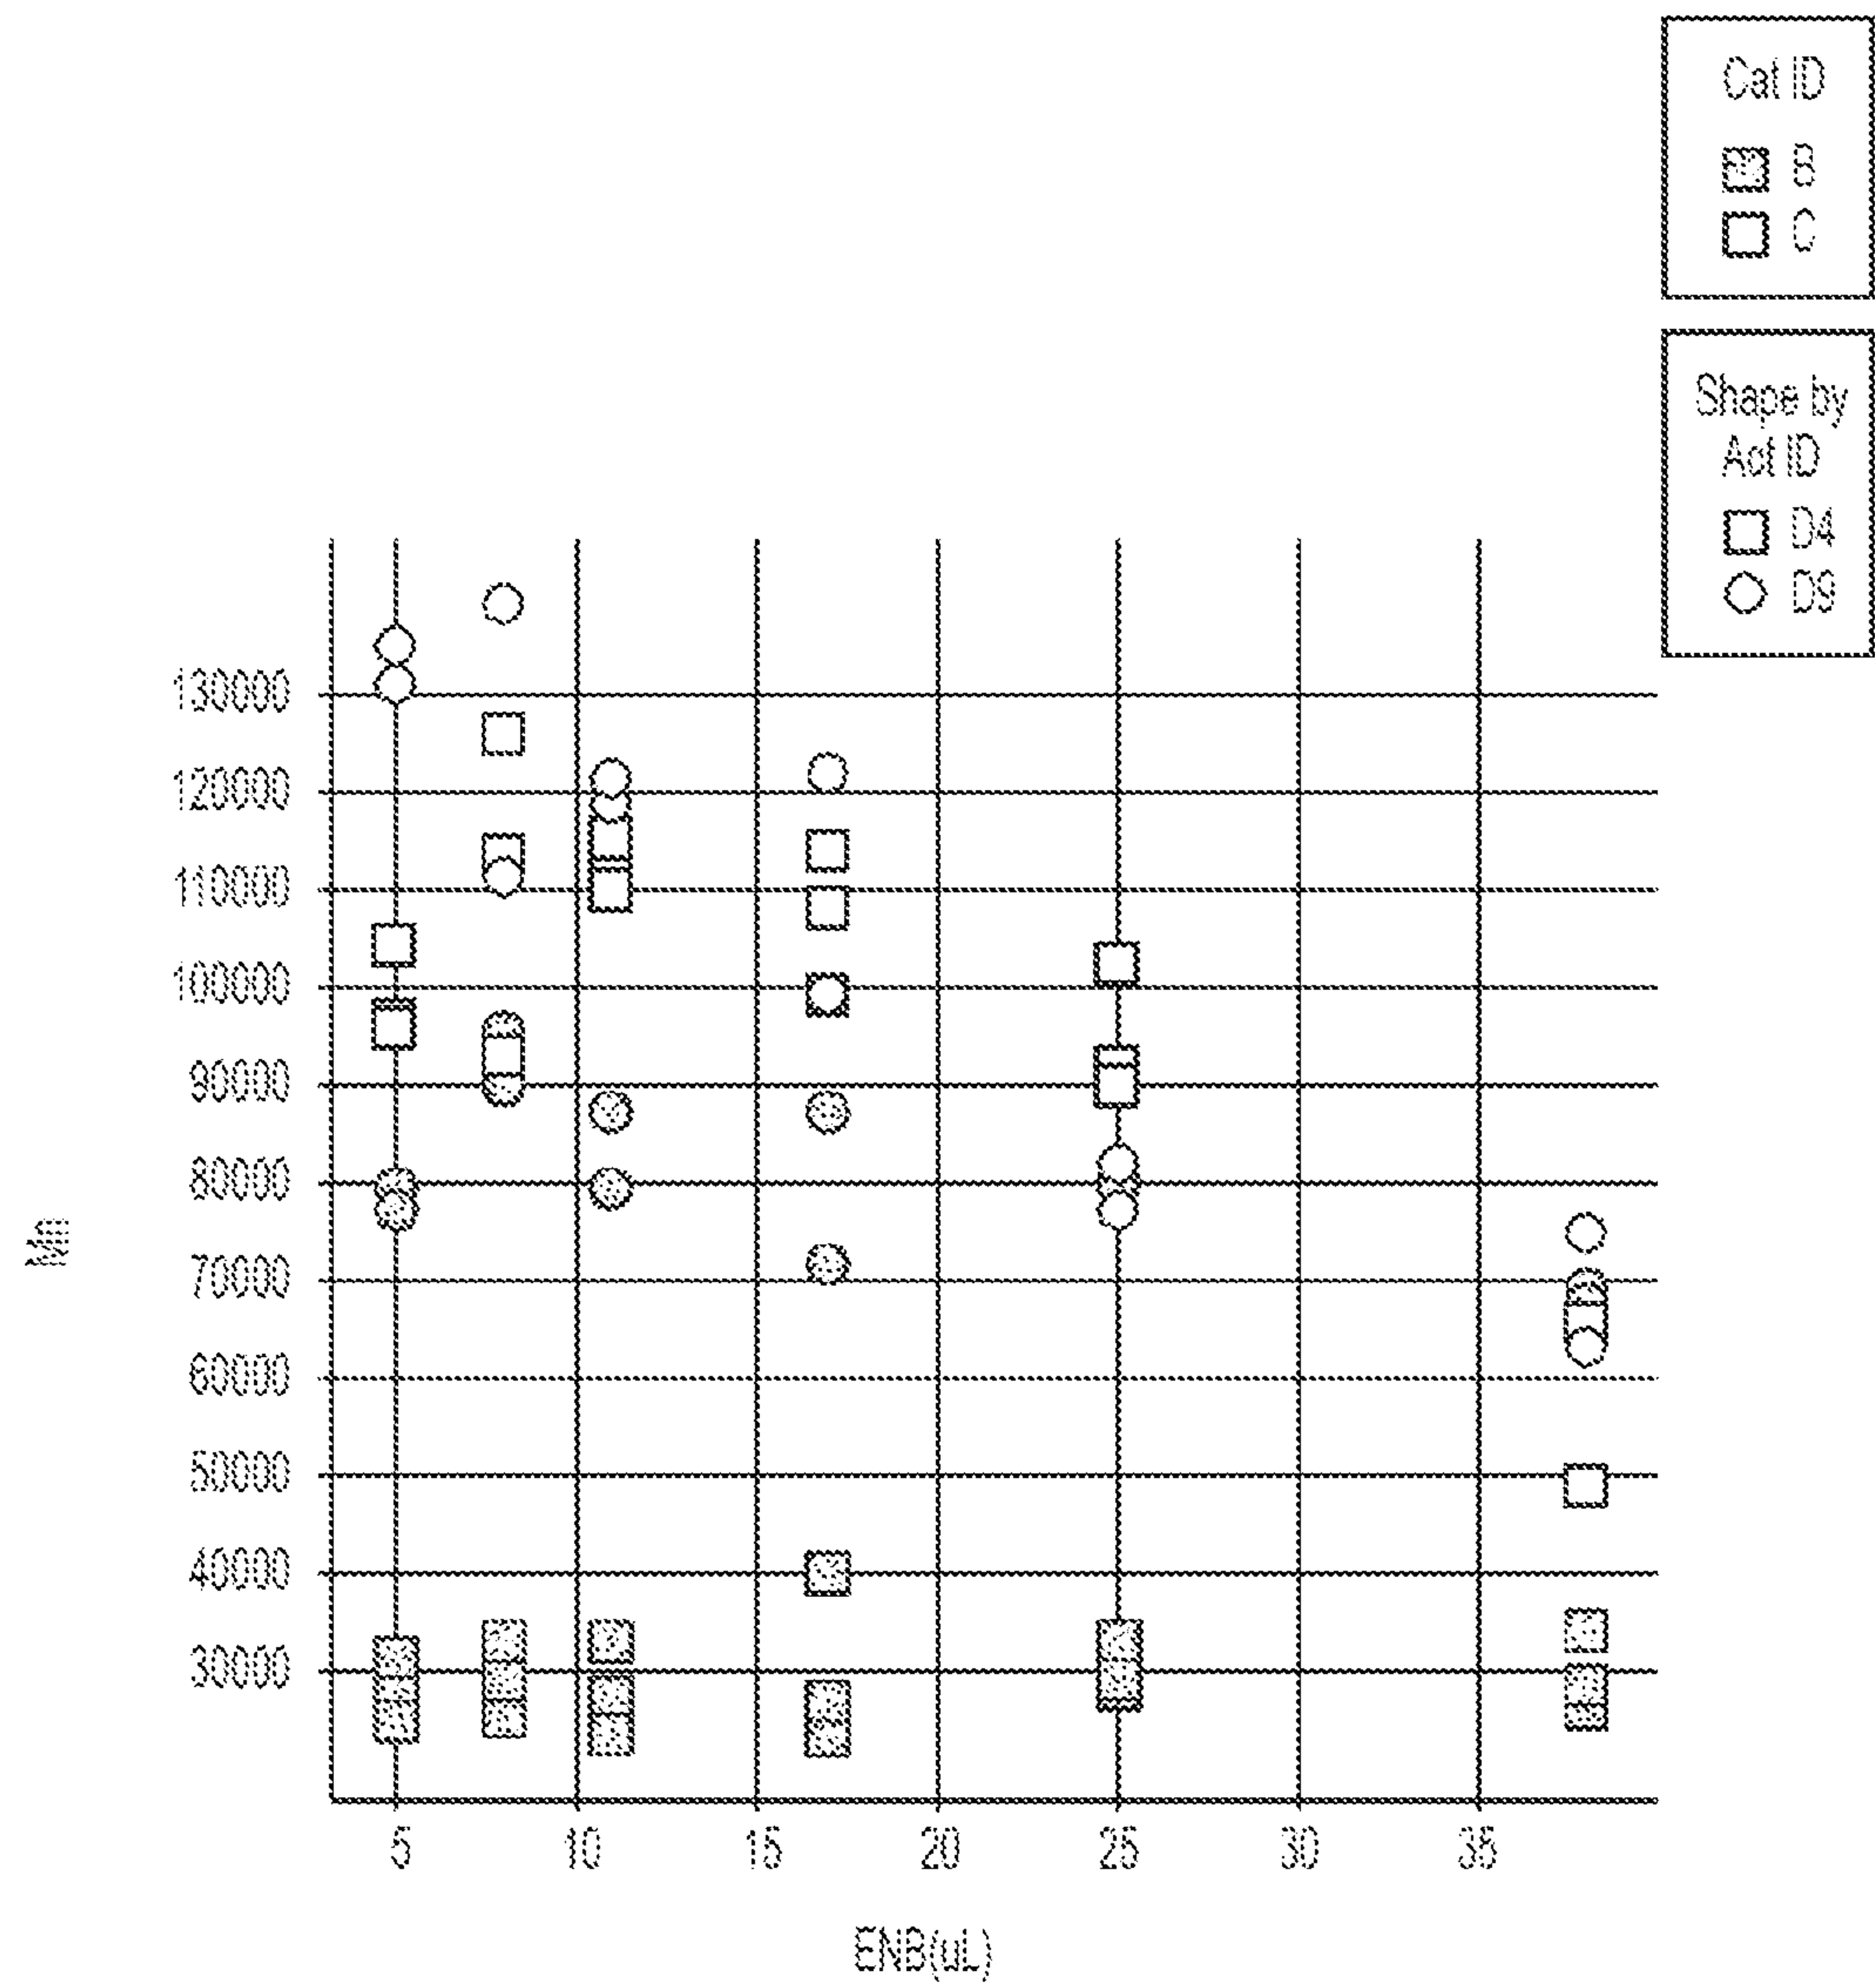 Cat ID
B
C
Shape by
Act ID
D4
D9
130000
120000
110000
100000
90000
80000
70000
60000
50000
40000
30000
Mn
5 10 15 20 25 30 35
ENB(uL)